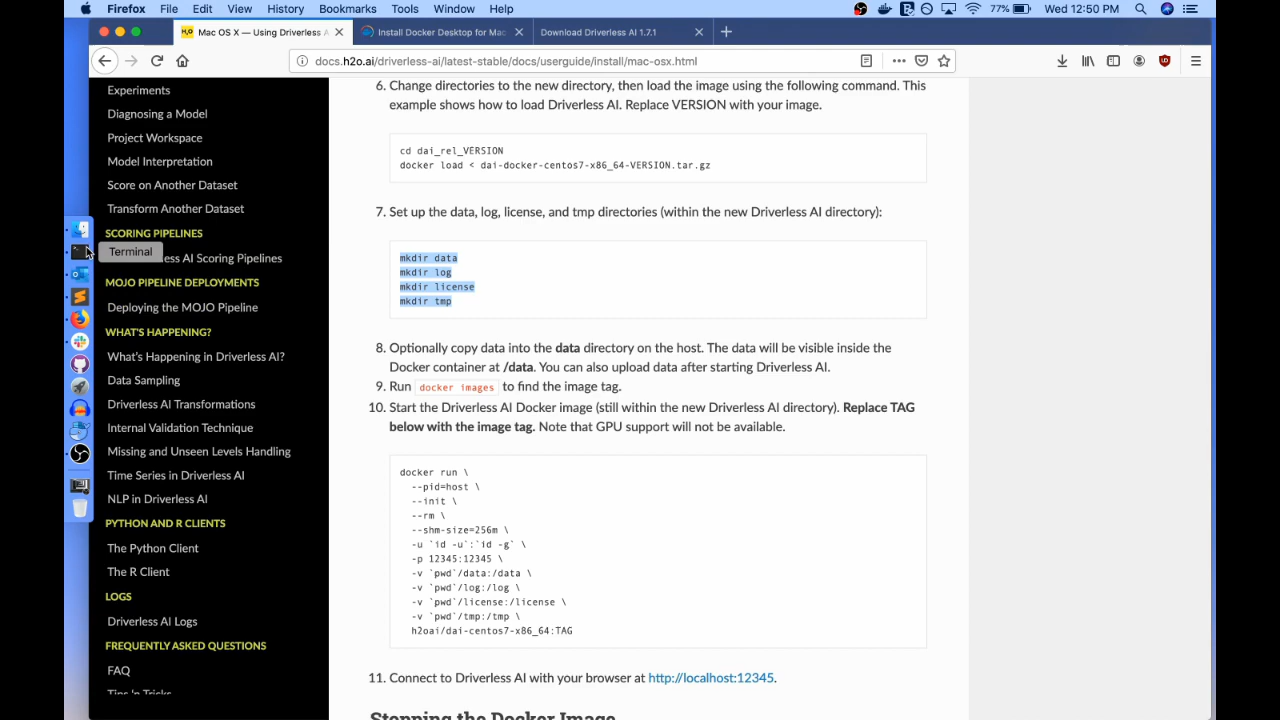 Firefox File Edit View History Bookmarks Tools Window Help 77% Wed 12:50 PM
H2O Mac OS X — Using Driverless A
Install Docker Desktop for Mac
Download Driverless AI 1.7.1
docs.h2o.ai/driverless-ai/latest-stable/docs/userguide/install/mac-osx.html
Experiments
Diagnosing a Model
Project Workspace
Model Interpretation
Score on Another Dataset
Transform Another Dataset
SCORING PIPELINES
Terminal
ess AI Scoring Pipelines
MOJO PIPELINE DEPLOYMENTS
Deploying the MOJO Pipeline
WHAT'S HAPPENING?
What's Happening in Driverless AI?
Data Sampling
Driverless AI Transformations
Internal Validation Technique
Missing and Unseen Levels Handling
Time Series in Driverless AI
NLP in Driverless AI
PYTHON AND R CLIENTS
The Python Client
The R Client
LOGS
Driverless AI Logs
FREQUENTLY ASKED QUESTIONS
FAQ
Tips 'n Tricks
6. Change directories to the new directory, then load the image using the following command. This
example shows how to load Driverless AI. Replace VERSION with your image.
cd dai_rel_VERSION
docker load < dai-docker-centos7-x86_64-VERSION.tar.gz
7. Set up the data, log, license, and tmp directories (within the new Driverless AI directory):
mkdir data
mkdir log
mkdir license
mkdir tmp
8. Optionally copy data into the data directory on the host. The data will be visible inside the
Docker container at /data. You can also upload data after starting Driverless AI.
9. Run docker images to find the image tag.
10. Start the Driverless AI Docker image (still within the new Driverless AI directory). Replace TAG
below with the image tag. Note that GPU support will not be available.
docker run \
--pid=host \
--init \
--rm \
--shm-size=256m \
-u `id -u`:`id -g` \
-p 12345:12345 \
-v `pwd`/data:/data \
-v `pwd`/log:/log \
-v `pwd`/license:/license \
-v `pwd`/tmp:/tmp \
h2oai/dai-centos7-x86_64:TAG
11. Connect to Driverless AI with your browser at http://localhost:12345.
Stopping the Docker Image